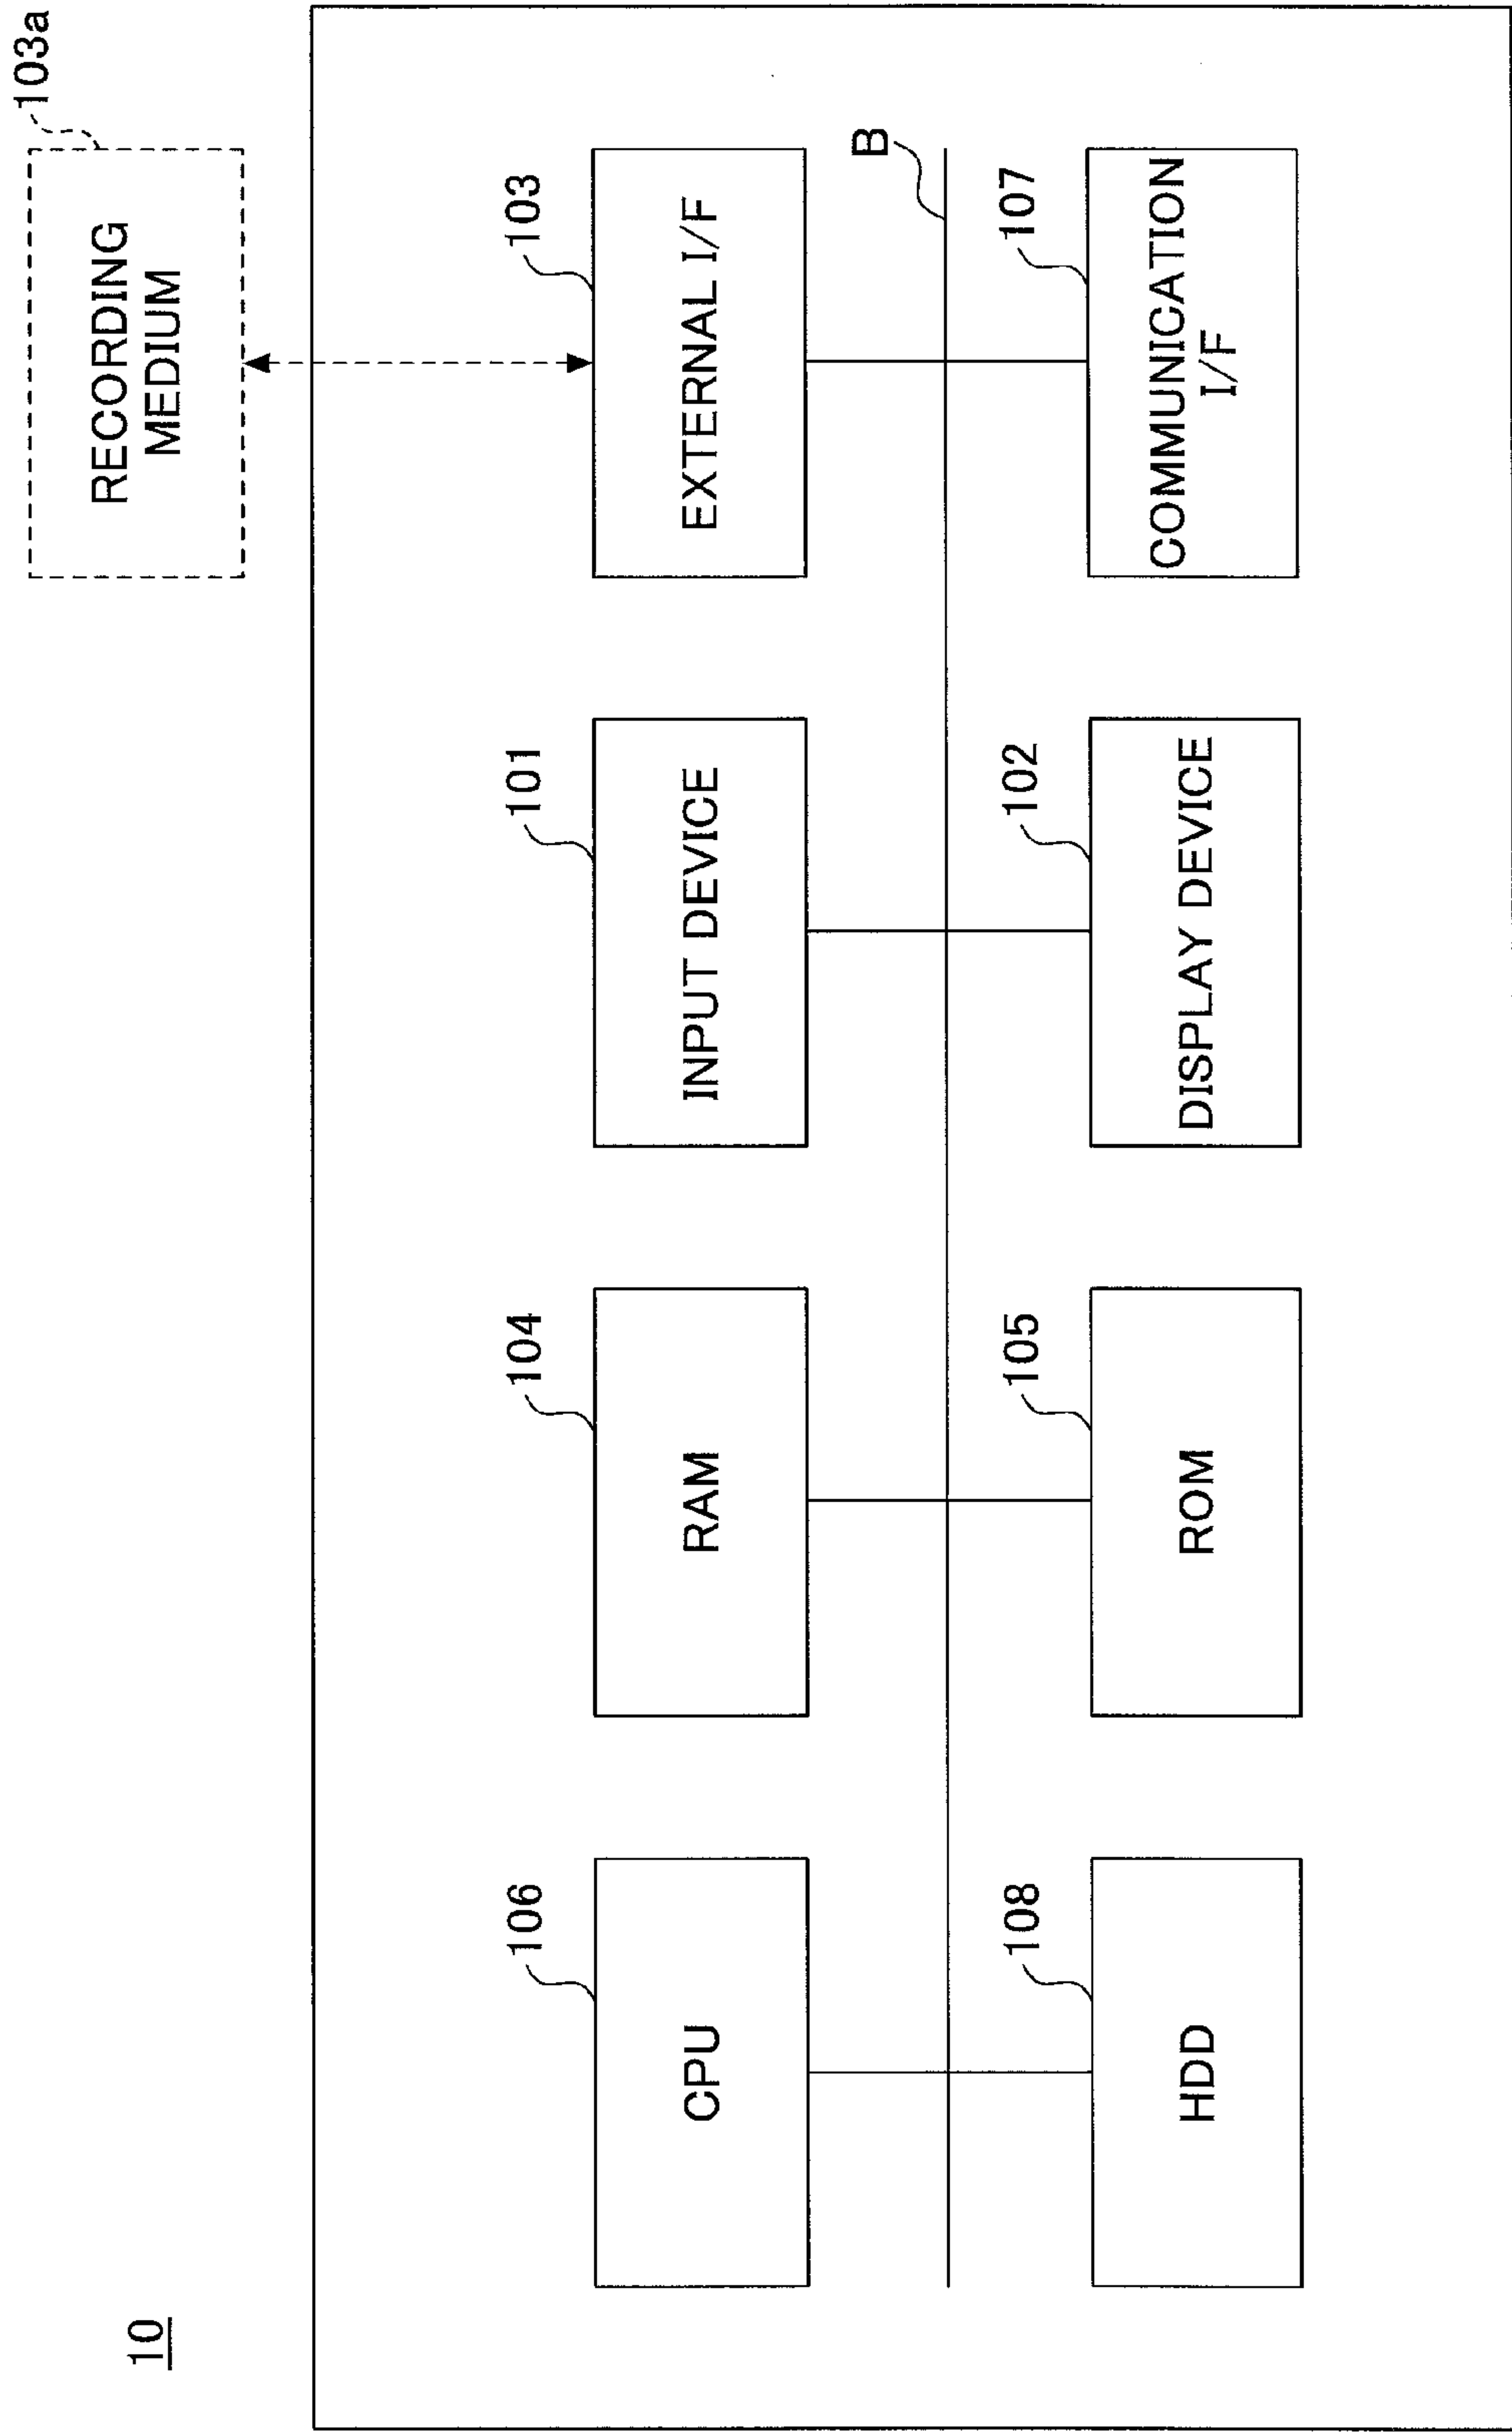 10
103a
RECORDING
MEDIUM
106
CPU
104
RAM
101
INPUT DEVICE
103
EXTERNAL I/F
B
108
HDD
105
ROM
102
DISPLAY DEVICE
107
COMMUNICATION
I/F